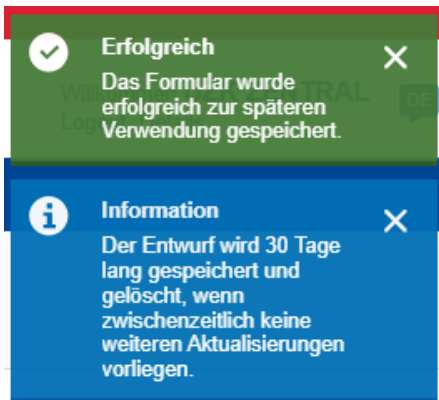 Erfolgreich
Das Formular wurde
erfolgreich zur späteren
Verwendung gespeichert.
DE
Information
Der Entwurf wird 30 Tage
lang gespeichert und
gelöscht, wenn
zwischenzeitlich keine
weiteren Aktualisierungen
vorliegen.